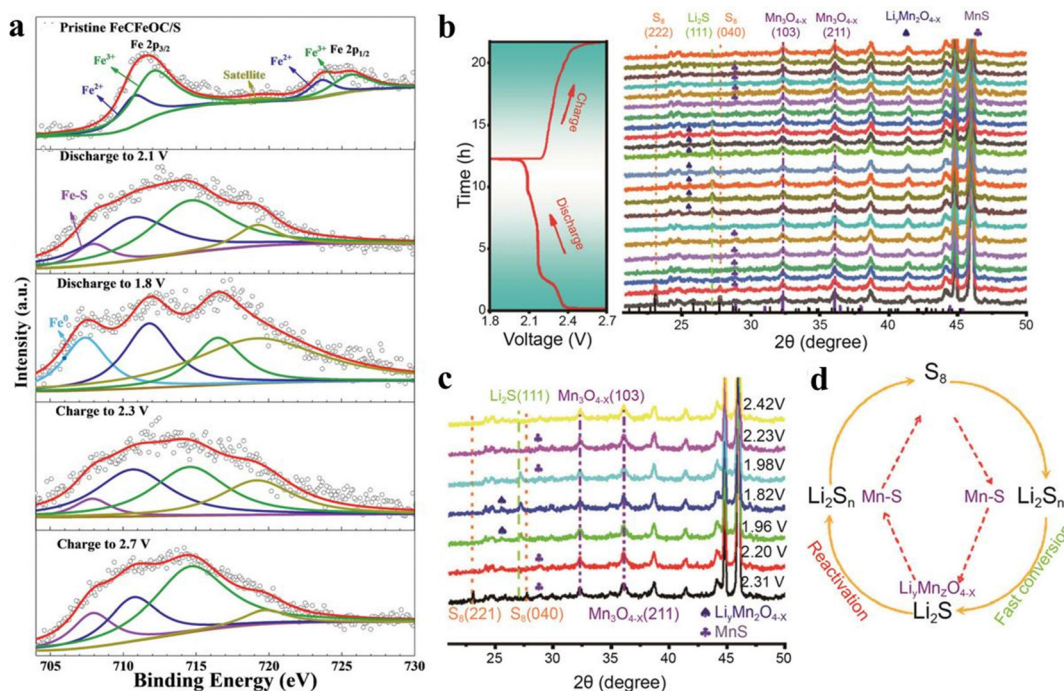 a
Pristine FeCFeOC/S
Fe 2p3/2
Fe3+
Fe2+
Satellite
Fe2+
Fe3+
Fe 2p1/2
Discharge to 2.1 V
Fe-S
Discharge to 1.8 V
Fe0
Charge to 2.3 V
Charge to 2.7 V
Intensity (a.u.)
705 710 715 720 725 730
Binding Energy (eV)
b
Time (h)
20
15
10
5
0
Charge
Discharge
1.8 2.1 2.4 2.7
Voltage (V)
S8 (222)
Li2S (111)
S8 (040)
Mn3O4-X (103)
Mn3O4-X (211)
LiyMn2O4-X
♠
MnS
♣
25 30 35 40 45 50
2θ (degree)
c
Li2S(111)
Mn3O4-X(103)
2.42V
2.23V
1.98V
1.82V
1.96 V
2.20 V
2.31V
S8(221)
S8(040)
Mn3O4-X(211)
♠ LiyMn2O4-X
♣ MnS
25 30 35 40 45 50
2θ (degree)
d
S8
Li2Sn
Mn-S
Mn-S
Li2Sn
LiyMnzO4-x
Li2S
Reactivation
Fast conversion